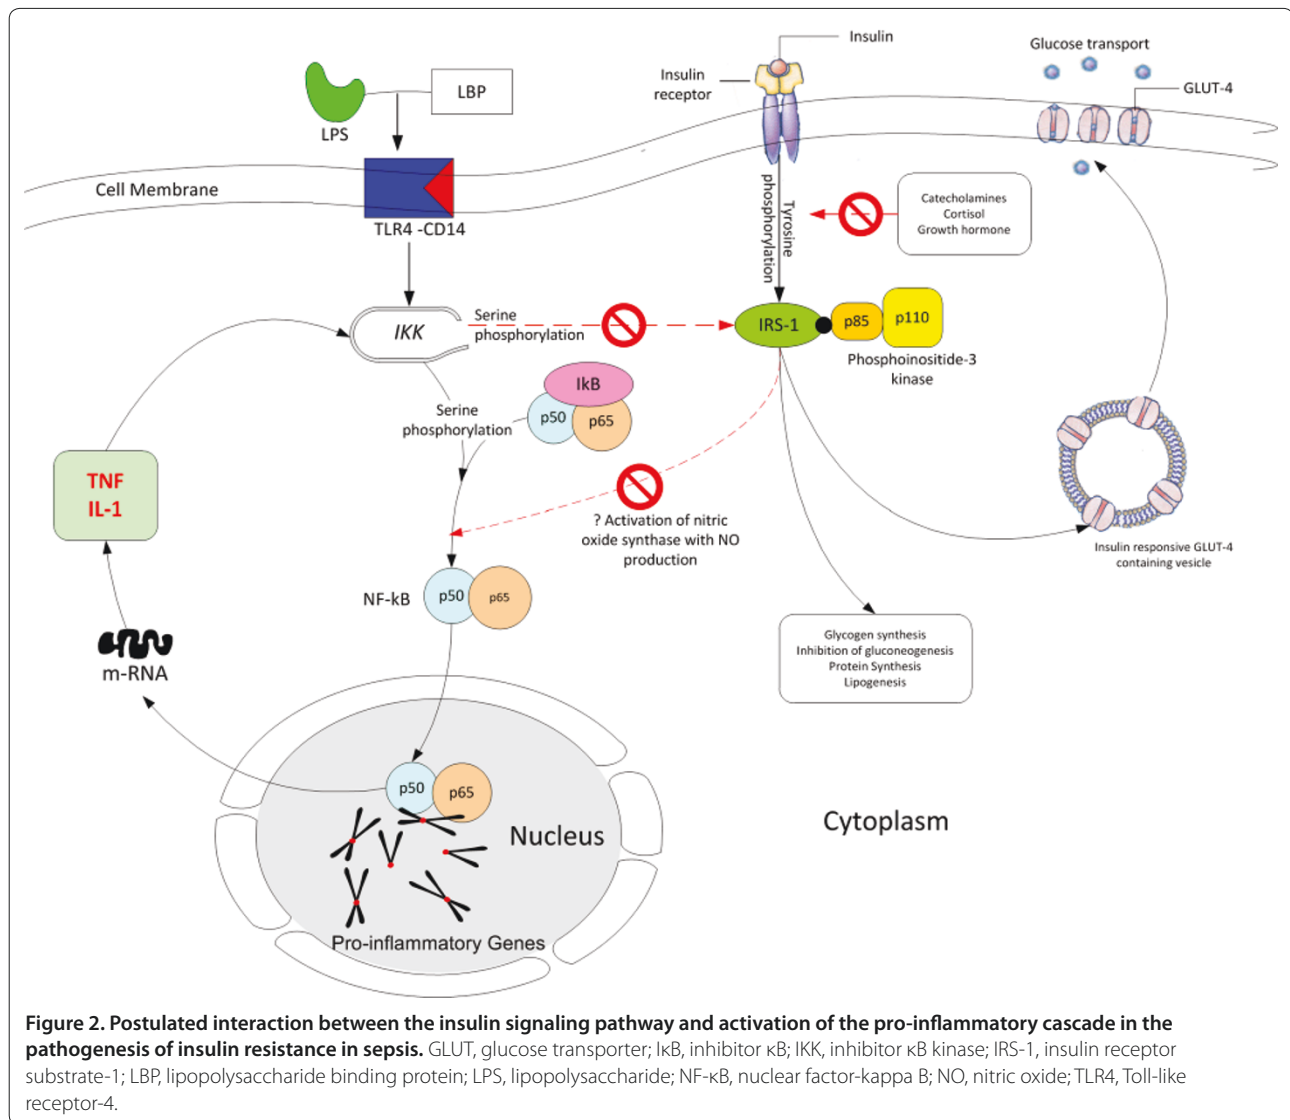 Insulin
Glucose transport
Insulin
receptor
GLUT-4
LBP
LPS
Cell Membrane
TLR4 -CD14
Tyrosine
phosphorylation
Catecholamines
Cortisol
Growth hormone
IKK
Serine
phosphorylation
IRS-1
p85
p110
Phosphoinositide-3
kinase
IkB
p50
p65
Serine
phosphorylation
TNF
IL-1
? Activation of nitric
oxide synthase with NO
production
Insulin responsive GLUT-4
containing vesicle
NF-kB
p50
p65
m-RNA
Glycogen synthesis
Inhibition of gluconeogenesis
Protein Synthesis
Lipogenesis
p50
p65
Nucleus
Cytoplasm
Pro-inflammatory Genes
Figure 2. Postulated interaction between the insulin signaling pathway and activation of the pro-inflammatory cascade in the
pathogenesis of insulin resistance in sepsis. GLUT, glucose transporter; IκB, inhibitor κB; IKK, inhibitor κB kinase; IRS-1, insulin receptor
substrate-1; LBP, lipopolysaccharide binding protein; LPS, lipopolysaccharide; NF-κB, nuclear factor-kappa B; NO, nitric oxide; TLR4, Toll-like
receptor-4.